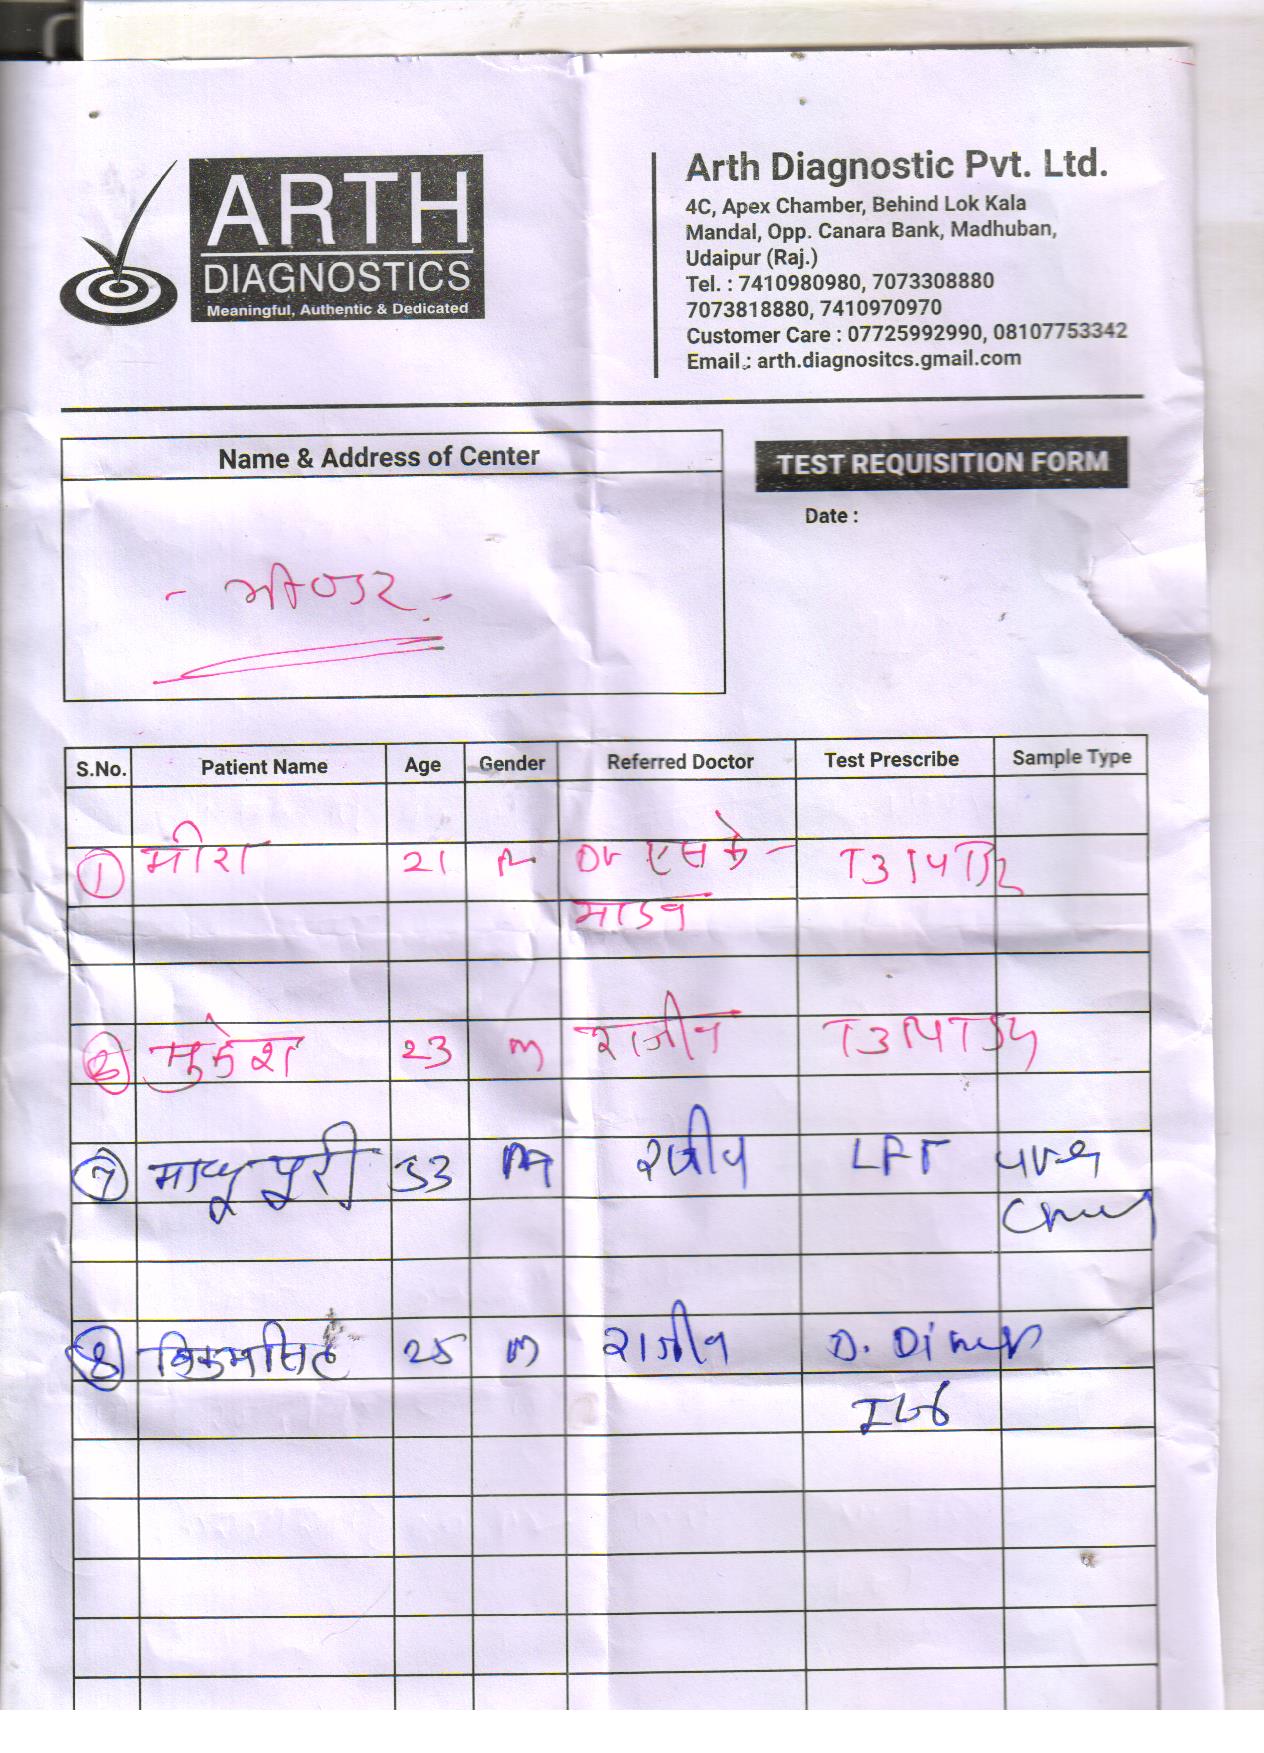 ARTH
DIAGNOSTICS
Meaningful, Authentic & Dedicated
Arth Diagnostic Pvt. Ltd.
4C, Apex Chamber, Behind Lok Kala
Mandal, Opp. Canara Bank, Madhuban,
Udaipur (Raj.)
Tel. : 7410980980, 7073308880
7073818880, 7410970970
Customer Care : 07725992990, 08107753342
Email : arth.diagnositcs.gmail.com
Name & Address of Center
TEST REQUISITION FORM
Date :
- भीण्डर -
S.No. Patient Name Age Gender Referred Doctor Test Prescribe Sample Type
1 मीरा 21 Dr एस के - T3 T4
2 मुकेश 23 m राजीव T3 T4
7 पुरी 33 m राजीव LFT
8 25 m राजीव D. Dimer